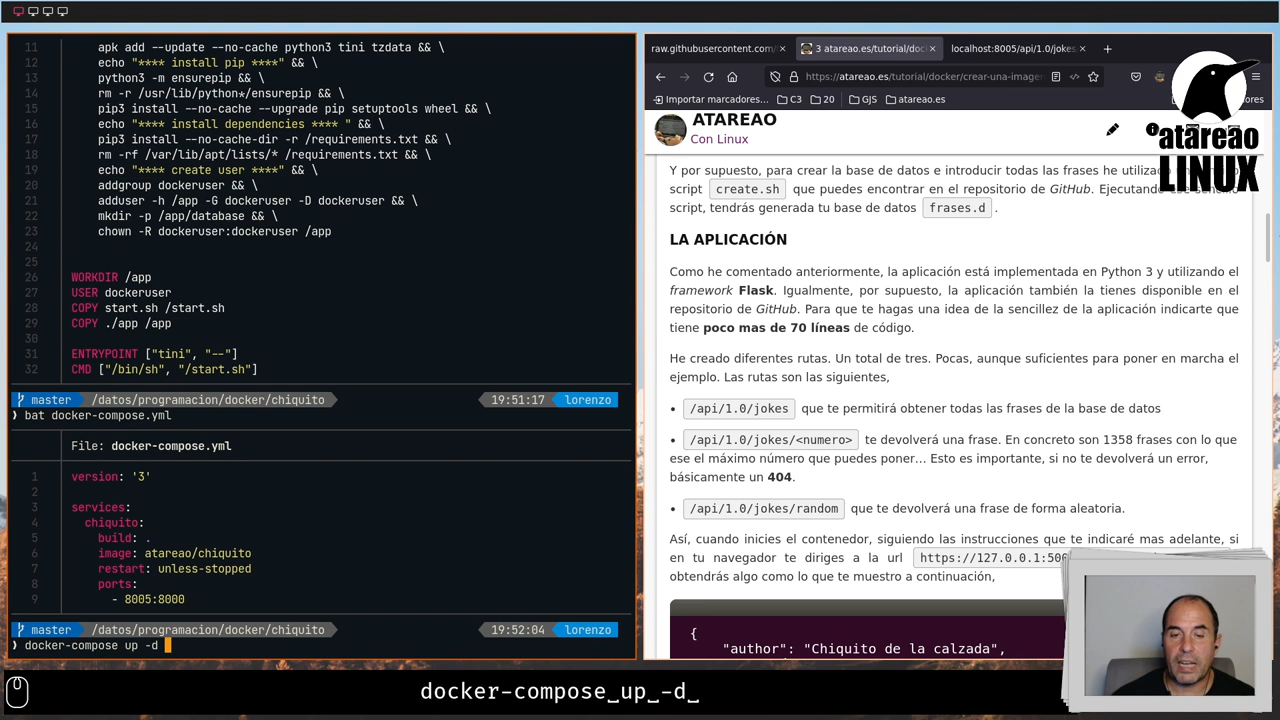 11 apk add --update --no-cache python3 tini tzdata && \
12 echo "**** install pip ****" && \
13 python3 -m ensurepip && \
14 rm -r /usr/lib/python*/ensurepip && \
15 pip3 install --no-cache --upgrade pip setuptools wheel && \
16 echo "**** install dependencies **** " && \
17 pip3 install --no-cache-dir -r /requirements.txt && \
18 rm -rf /var/lib/apt/lists/* /requirements.txt && \
19 echo "**** create user ****" && \
20 addgroup dockeruser && \
21 adduser -h /app -G dockeruser -D dockeruser && \
22 mkdir -p /app/database && \
23 chown -R dockeruser:dockeruser /app
24
25
26 WORKDIR /app
27 USER dockeruser
28 COPY start.sh /start.sh
29 COPY ./app /app
30
31 ENTRYPOINT ["tini", "--"]
32 CMD ["/bin/sh", "/start.sh"]
master /datos/programacion/docker/chiquito 19:51:17 lorenzo
❯ bat docker-compose.yml
File: docker-compose.yml
1 version: '3'
2
3 services:
4 chiquito:
5 build: .
6 image: atareao/chiquito
7 restart: unless-stopped
8 ports:
9 - 8005:8000
master /datos/programacion/docker/chiquito 19:52:04 lorenzo
❯ docker-compose up -d
raw.githubusercontent.com/ × 3 atareao.es/tutorial/doc × localhost:8005/api/1.0/jokes × +
https://atareao.es/tutorial/docker/crear-una-image
Importar marcadores... C3 20 GJS atareao.es ores
ATAREAO
Con Linux
atareao
LINUX
Y por supuesto, para crear la base de datos e introducir todas las frases he utilizado
script create.sh que puedes encontrar en el repositorio de GitHub. Ejecutando
script, tendrás generada tu base de datos frases.d .
LA APLICACIÓN
Como he comentado anteriormente, la aplicación está implementada en Python 3 y utilizando el
framework Flask. Igualmente, por supuesto, la aplicación también la tienes disponible en el
repositorio de GitHub. Para que te hagas una idea de la sencillez de la aplicación indicarte que
tiene poco mas de 70 líneas de código.
He creado diferentes rutas. Un total de tres. Pocas, aunque suficientes para poner en marcha el
ejemplo. Las rutas son las siguientes,
• /api/1.0/jokes que te permitirá obtener todas las frases de la base de datos
• /api/1.0/jokes/<numero> te devolverá una frase. En concreto son 1358 frases con lo que
ese el máximo número que puedes poner... Esto es importante, si no te devolverá un error,
básicamente un 404.
• /api/1.0/jokes/random que te devolverá una frase de forma aleatoria.
Así, cuando inicies el contenedor, siguiendo las instrucciones que te indicaré mas adelante, si
en tu navegador te diriges a la url https://127.0.0.1:500
obtendrás algo como lo que te muestro a continuación,
{
"author": "Chiquito de la calzada",
docker-compose␣up␣-d␣